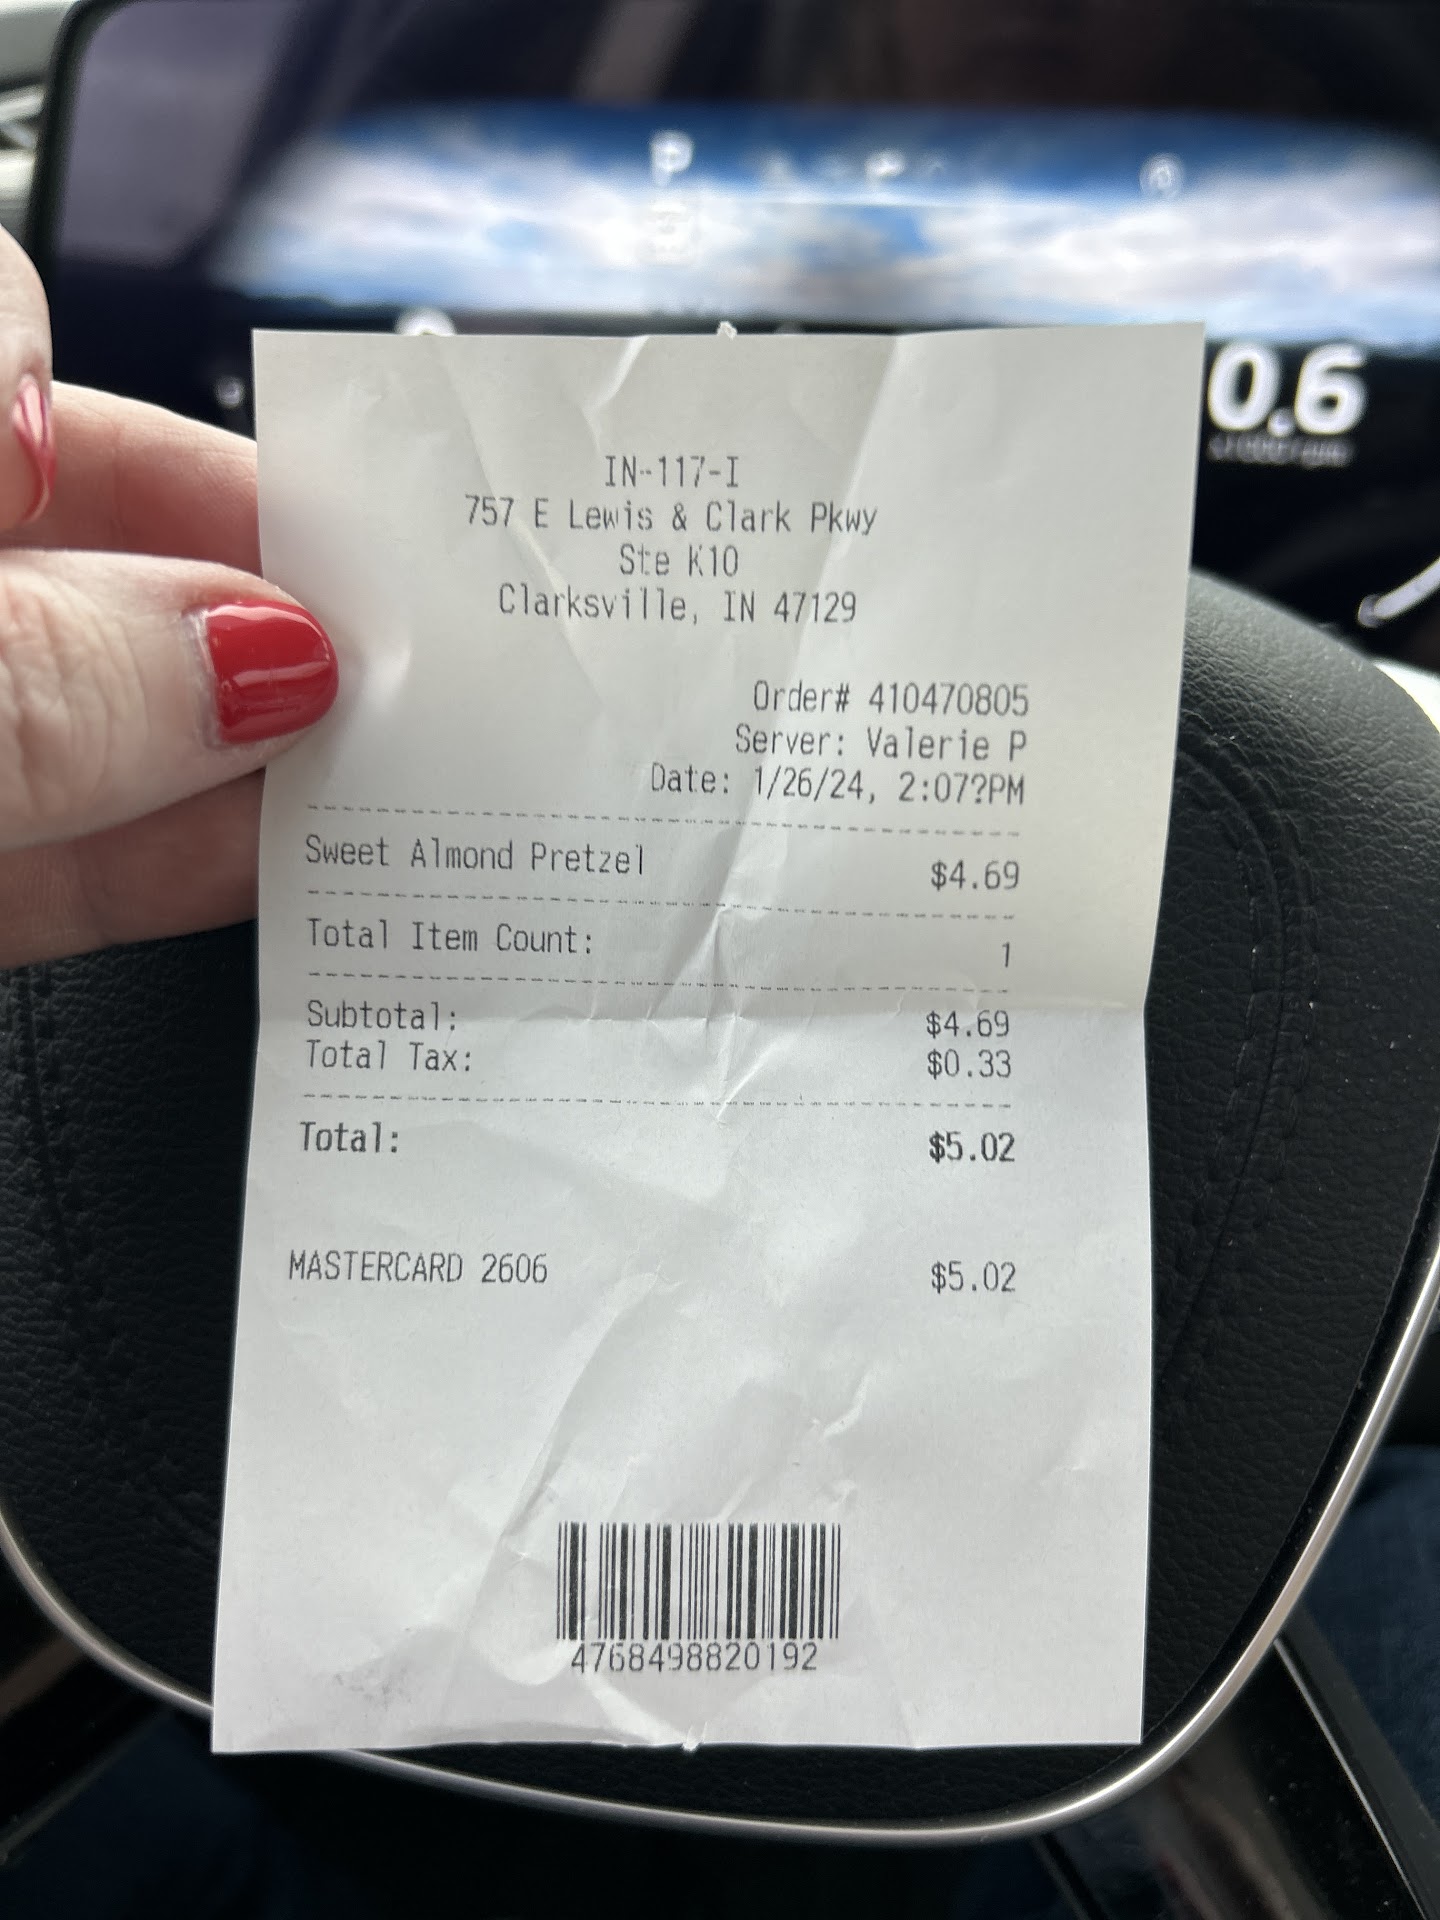 P
0.6
IN-117-I
757 E Lewis & Clark Pkwy
Ste K10
Clarksville, IN 47129
Order# 410470805
Server: Valerie P
Date: 1/26/24, 2:07?PM
Sweet Almond Pretzel $4.69
Total Item Count: 1
Subtotal: $4.69
Total Tax: $0.33
Total: $5.02
MASTERCARD 2606 $5.02
4768498820192